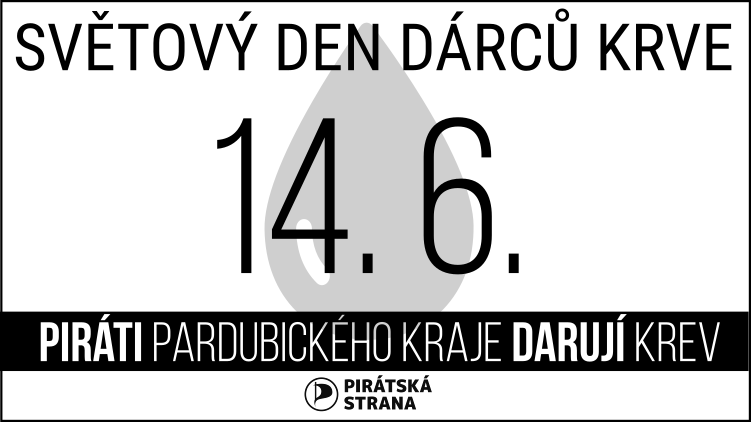 SVĚTOVÝ DEN DÁRCŮ KRVE
14. 6.
PIRÁTI PARDUBICKÉHO KRAJE DARUJÍ KREV
PIRÁTSKÁ
STRANA